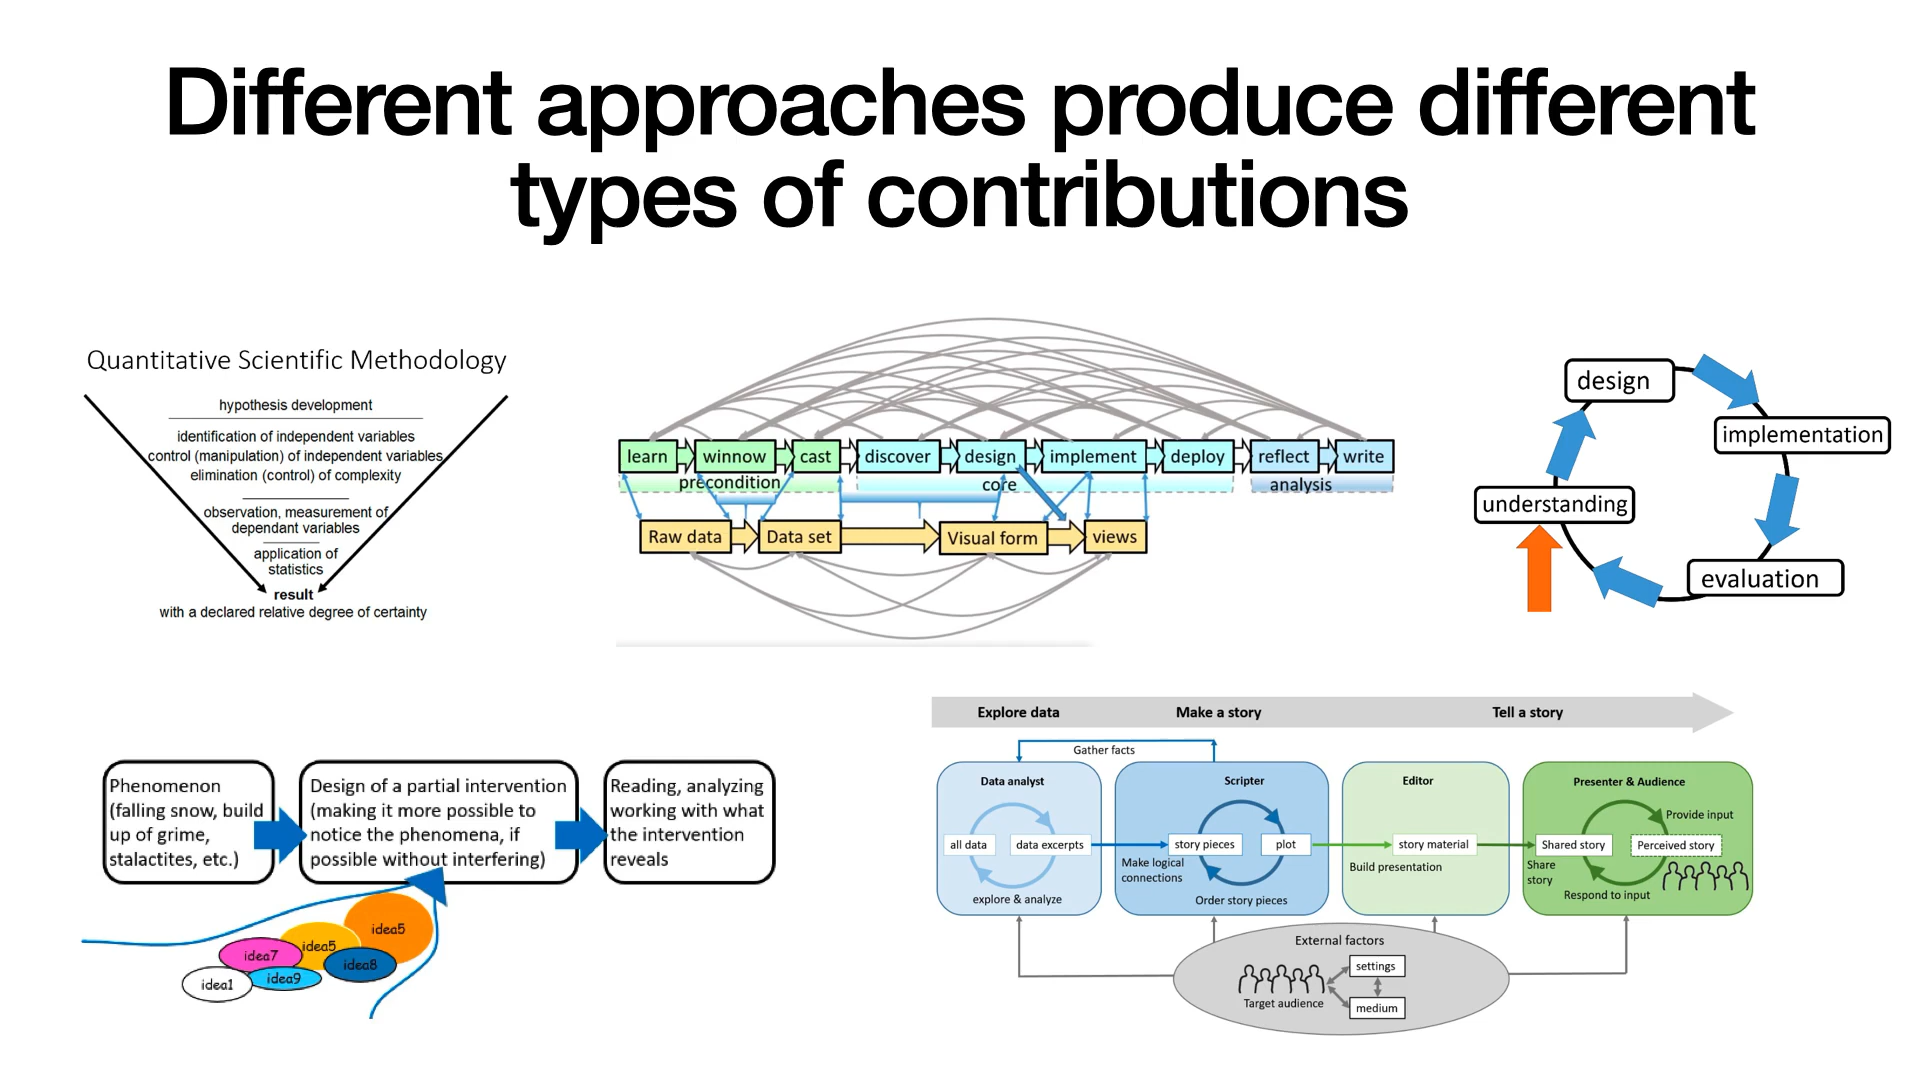 Different approaches produce different
types of contributions
Quantitative Scientific Methodology
hypothesis development
identification of independent variables
control (manipulation) of independent variables
elimination (control) of complexity
observation, measurement of
dependant variables
application of
statistics
result
with a declared relative degree of certainty
learn
winnow
cast
discover
design
implement
deploy
reflect
write
precondition
core
analysis
Raw data
Data set
Visual form
views
design
implementation
understanding
evaluation
Phenomenon
(falling snow, build
up of grime,
stalactites, etc.)
Design of a partial intervention
(making it more possible to
notice the phenomena, if
possible without interfering)
Reading, analyzing
working with what
the intervention
reveals
idea5
idea5
idea7
idea8
idea9
idea1
Explore data
Make a story
Tell a story
Gather facts
Data analyst
all data
data excerpts
explore & analyze
Make logical
connections
Scripter
story pieces
plot
Order story pieces
Editor
story material
Build presentation
Presenter & Audience
Provide input
Shared story
Perceived story
Share
story
Respond to input
External factors
Target audience
settings
medium